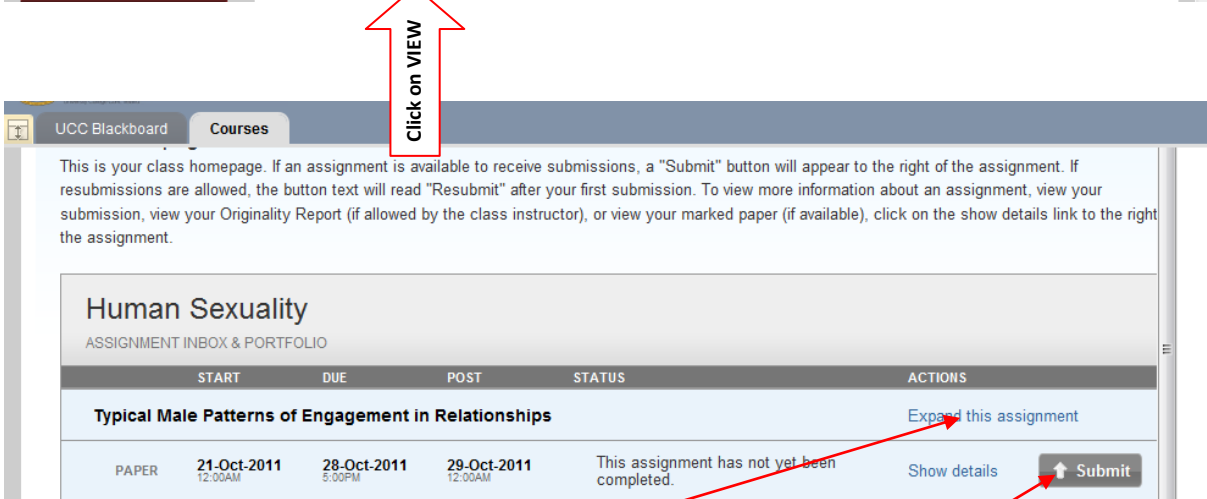 Click on VIEW
UCC Blackboard Courses
This is your class homepage. If an assignment is available to receive submissions, a "Submit" button will appear to the right of the assignment. If
resubmissions are allowed, the button text will read "Resubmit" after your first submission. To view more information about an assignment, view your
submission, view your Originality Report (if allowed by the class instructor), or view your marked paper (if available), click on the show details link to the right
the assignment.
Human Sexuality
ASSIGNMENT INBOX & PORTFOLIO
START DUE POST STATUS ACTIONS
Typical Male Patterns of Engagement in Relationships Expand this assignment
PAPER 21-Oct-2011 28-Oct-2011 29-Oct-2011 This assignment has not yet been Show details Submit
12:00AM 5:00PM 12:00AM completed.